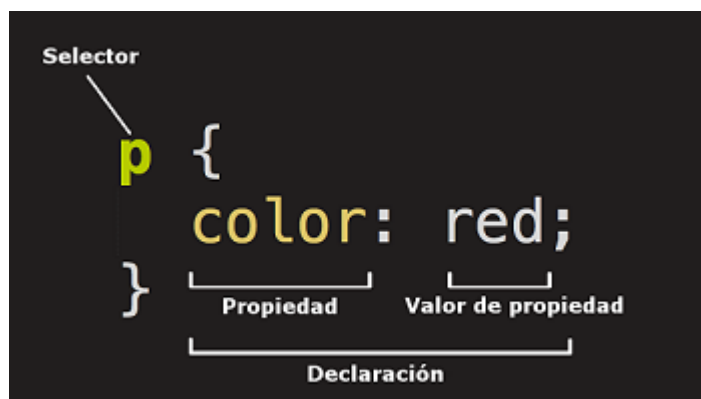 Selector
p {
color: red;
}
Propiedad
Valor de propiedad
Declaración